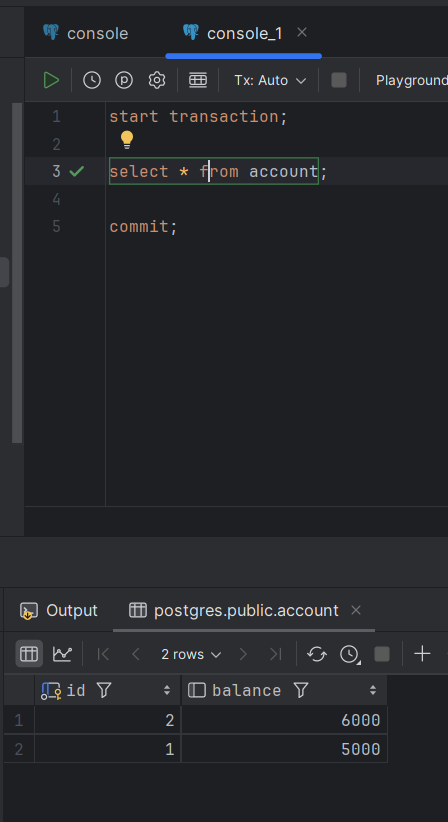 console console_1
Tx: Auto Playground
1 start transaction;
2
3 select * from account;
4
5 commit;
Output postgres.public.account
2 rows
id balance
1 2 6000
2 1 5000